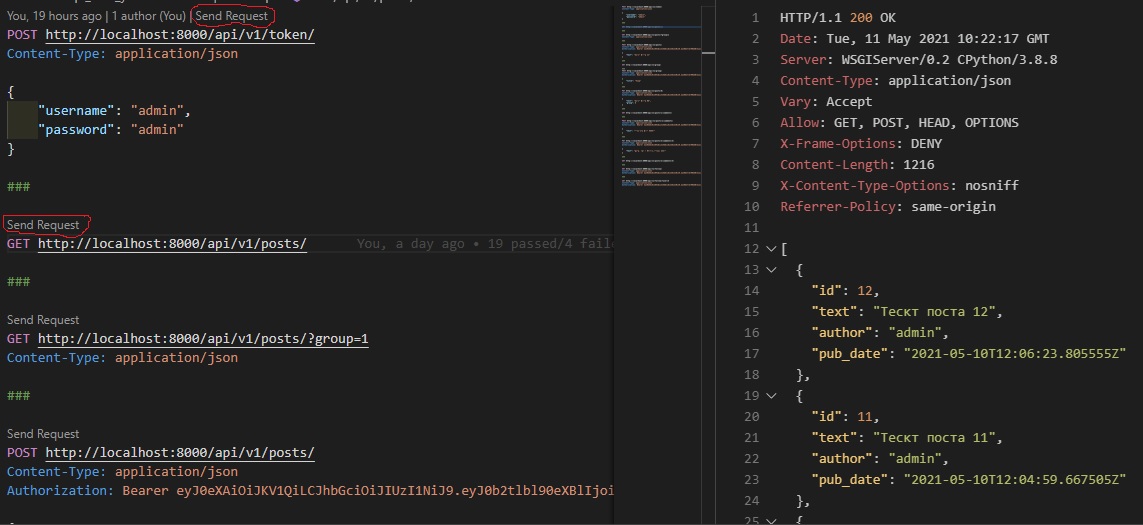 You, 19 hours ago | 1 author (You) | Send Request
POST http://localhost:8000/api/v1/token/
Content-Type: application/json
{
"username": "admin",
"password": "admin"
}
###
Send Request
GET http://localhost:8000/api/v1/posts/ You, a day ago • 19 passed/4 faile
###
Send Request
GET http://localhost:8000/api/v1/posts/?group=1
Content-Type: application/json
###
Send Request
POST http://localhost:8000/api/v1/posts/
Content-Type: application/json
Authorization: Bearer eyJ0eXAiOiJKV1QiLCJhbGciOiJIUzI1NiJ9.eyJ0b2tlbl90eXBlIjoi
1 HTTP/1.1 200 OK
2 Date: Tue, 11 May 2021 10:22:17 GMT
3 Server: WSGIServer/0.2 CPython/3.8.8
4 Content-Type: application/json
5 Vary: Accept
6 Allow: GET, POST, HEAD, OPTIONS
7 X-Frame-Options: DENY
8 Content-Length: 1216
9 X-Content-Type-Options: nosniff
10 Referrer-Policy: same-origin
11
12 [
13 {
14 "id": 12,
15 "text": "Тескт поста 12",
16 "author": "admin",
17 "pub_date": "2021-05-10T12:06:23.805555Z"
18 },
19 {
20 "id": 11,
21 "text": "Тескт поста 11",
22 "author": "admin",
23 "pub_date": "2021-05-10T12:04:59.667505Z"
24 },
25 {